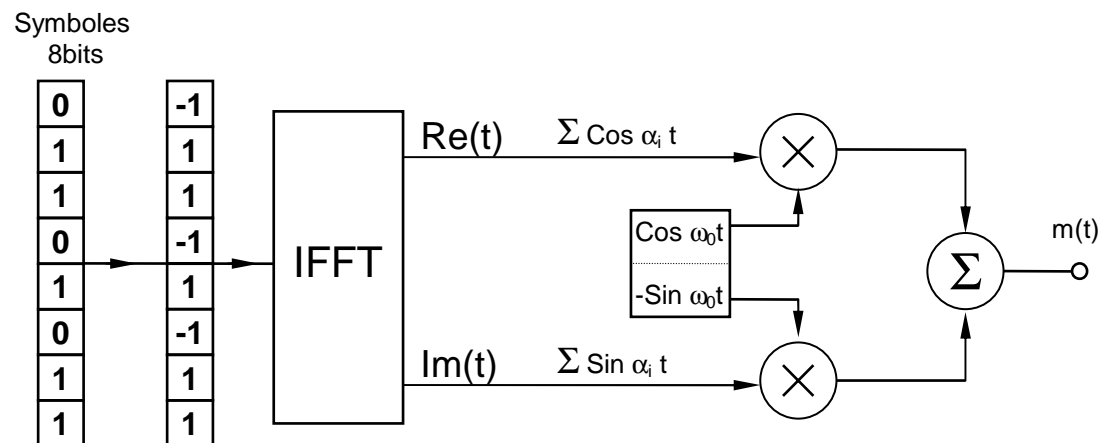 Symboles
8bits
0
1
1
0
1
0
1
1
-1
1
1
-1
1
-1
1
1
IFFT
Re(t)
Σ Cos αᵢ t
Cos ω₀t
-Sin ω₀t
Im(t)
Σ Sin αᵢ t
Σ
m(t)